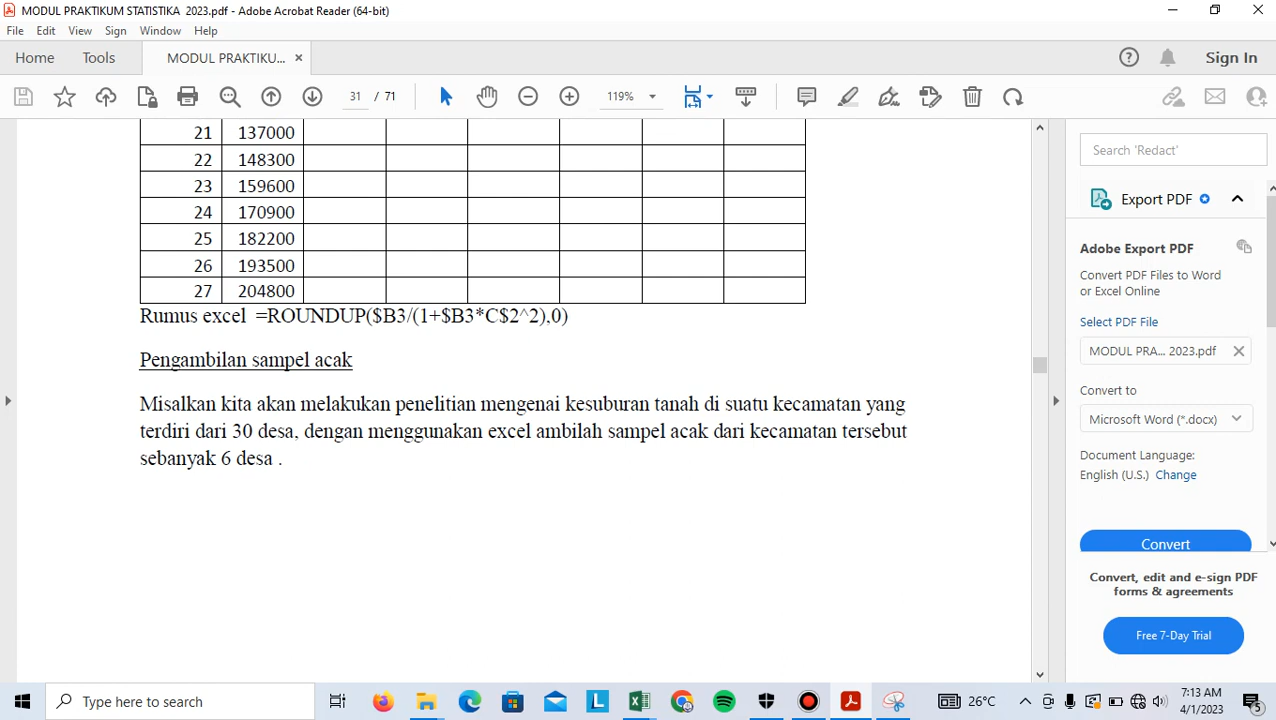 MODUL PRAKTIKUM STATISTIKA 2023.pdf - Adobe Acrobat Reader (64-bit)
File Edit View Sign Window Help
Home Tools MODUL PRAKTIKU... × Sign In
31 / 71 119%
Search 'Redact'
Export PDF
Adobe Export PDF
Convert PDF Files to Word
or Excel Online
Select PDF File
MODUL PRA... 2023.pdf
Convert to
Microsoft Word (*.docx)
Document Language:
English (U.S.) Change
Convert
Convert, edit and e-sign PDF
forms & agreements
Free 7-Day Trial
21 137000
22 148300
23 159600
24 170900
25 182200
26 193500
27 204800
Rumus excel =ROUNDUP($B3/(1+$B3*C$2^2),0)
Pengambilan sampel acak
Misalkan kita akan melakukan penelitian mengenai kesuburan tanah di suatu kecamatan yang
terdiri dari 30 desa, dengan menggunakan excel ambilah sampel acak dari kecamatan tersebut
sebanyak 6 desa .
Type here to search
26°C
7:13 AM
4/1/2023
5